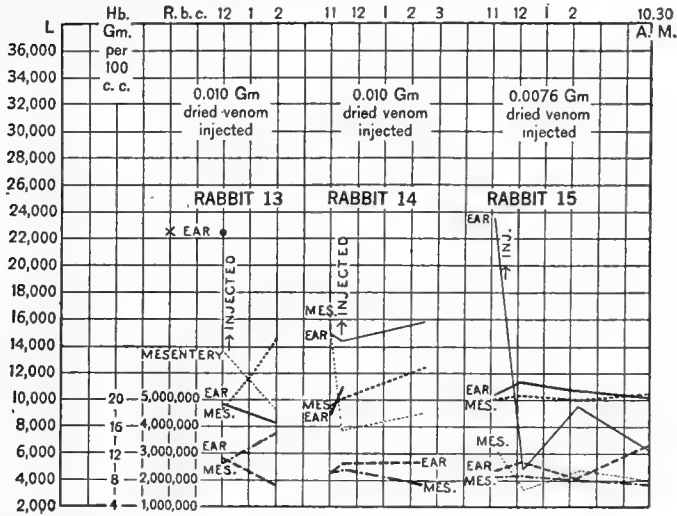 Hb. R. b. c. 12 1 2 11 12 1 2 3 11 12 1 2 10.30
L Gm. A. M.
36,000 per
34,000 100
c. c.
32,000 0.010 Gm 0.010 Gm 0.0076 Gm
30,000 dried venom dried venom dried venom
28,000 injected injected injected
26,000
24,000 RABBIT 13 RABBIT 14 RABBIT 15
22,000 × EAR EAR
20,000 → INJECTED → INJECTED → INJ.
18,000
16,000 MES.
14,000 MESENTERY EAR
12,000
10,000 20 5,000,000 EAR MES. EAR MES.
8,000 16 4,000,000 MES. EAR
6,000 12 3,000,000 EAR EAR MES. EAR
4,000 8 2,000,000 MES. MES. MES.
2,000 4 1,000,000